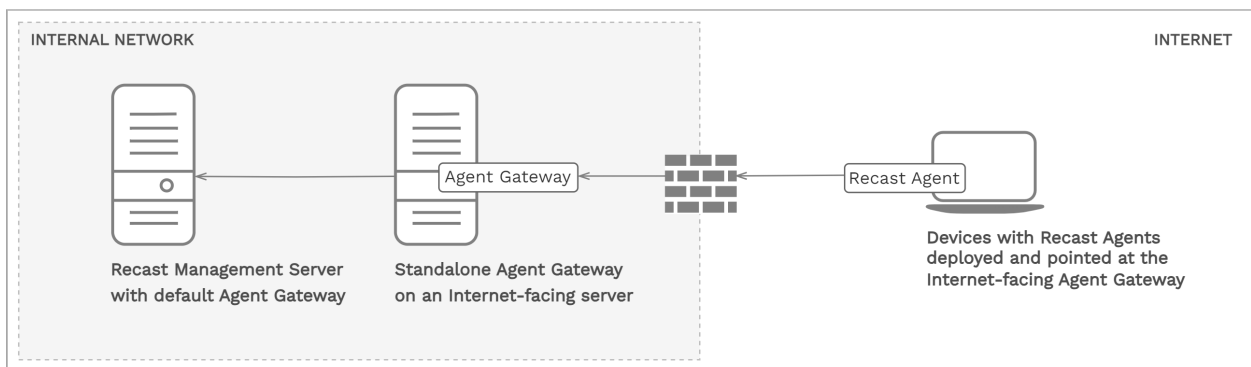 INTERNAL NETWORK
INTERNET
Agent Gateway
Recast Agent
Recast Management Server
with default Agent Gateway
Standalone Agent Gateway
on an Internet-facing server
Devices with Recast Agents
deployed and pointed at the
Internet-facing Agent Gateway